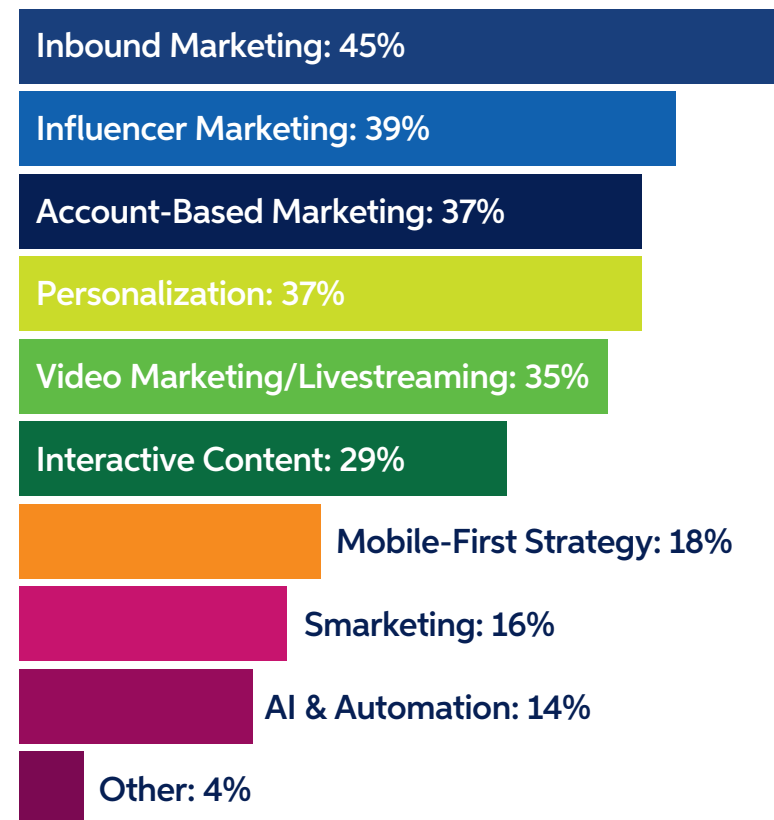 Inbound Marketing: 45%
Influencer Marketing: 39%
Account-Based Marketing: 37%
Personalization: 37%
Video Marketing/Livestreaming: 35%
Interactive Content: 29%
Mobile-First Strategy: 18%
Smarketing: 16%
AI & Automation: 14%
Other: 4%